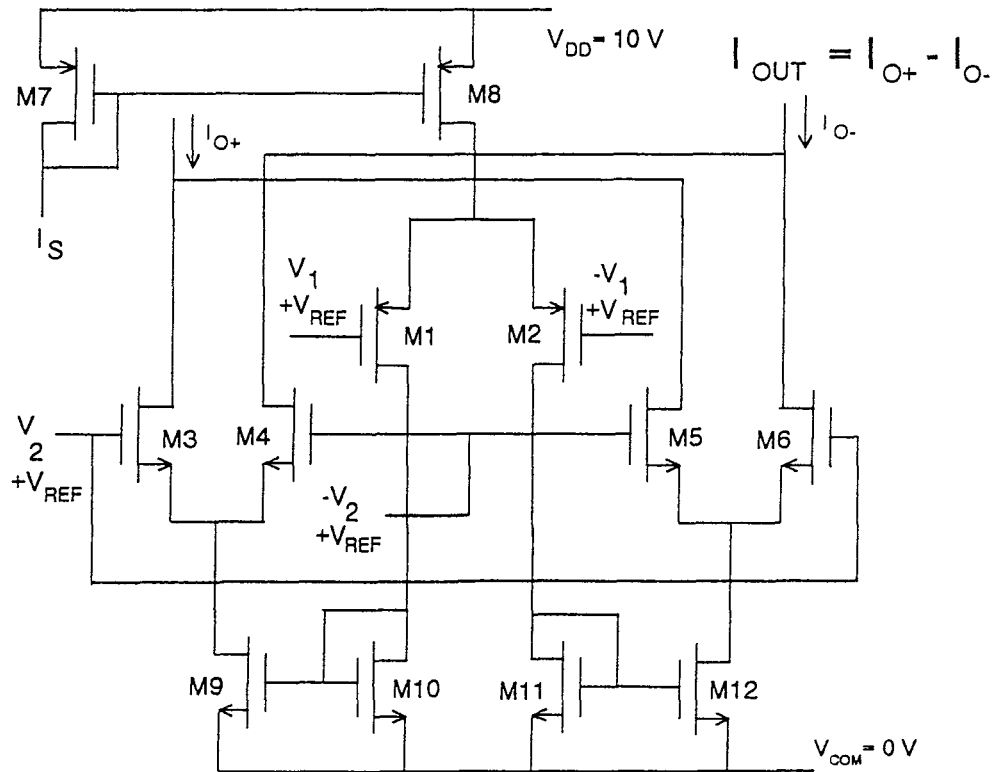 V_DD = 10 V
I_OUT = I_O+ - I_O-
M7
M8
I_O+
I_O-
I_S
V_1
+V_REF
-V_1
+V_REF
M1
M2
V_2
+V_REF
M3
M4
M5
M6
-V_2
+V_REF
M9
M10
M11
M12
V_COM = 0 V